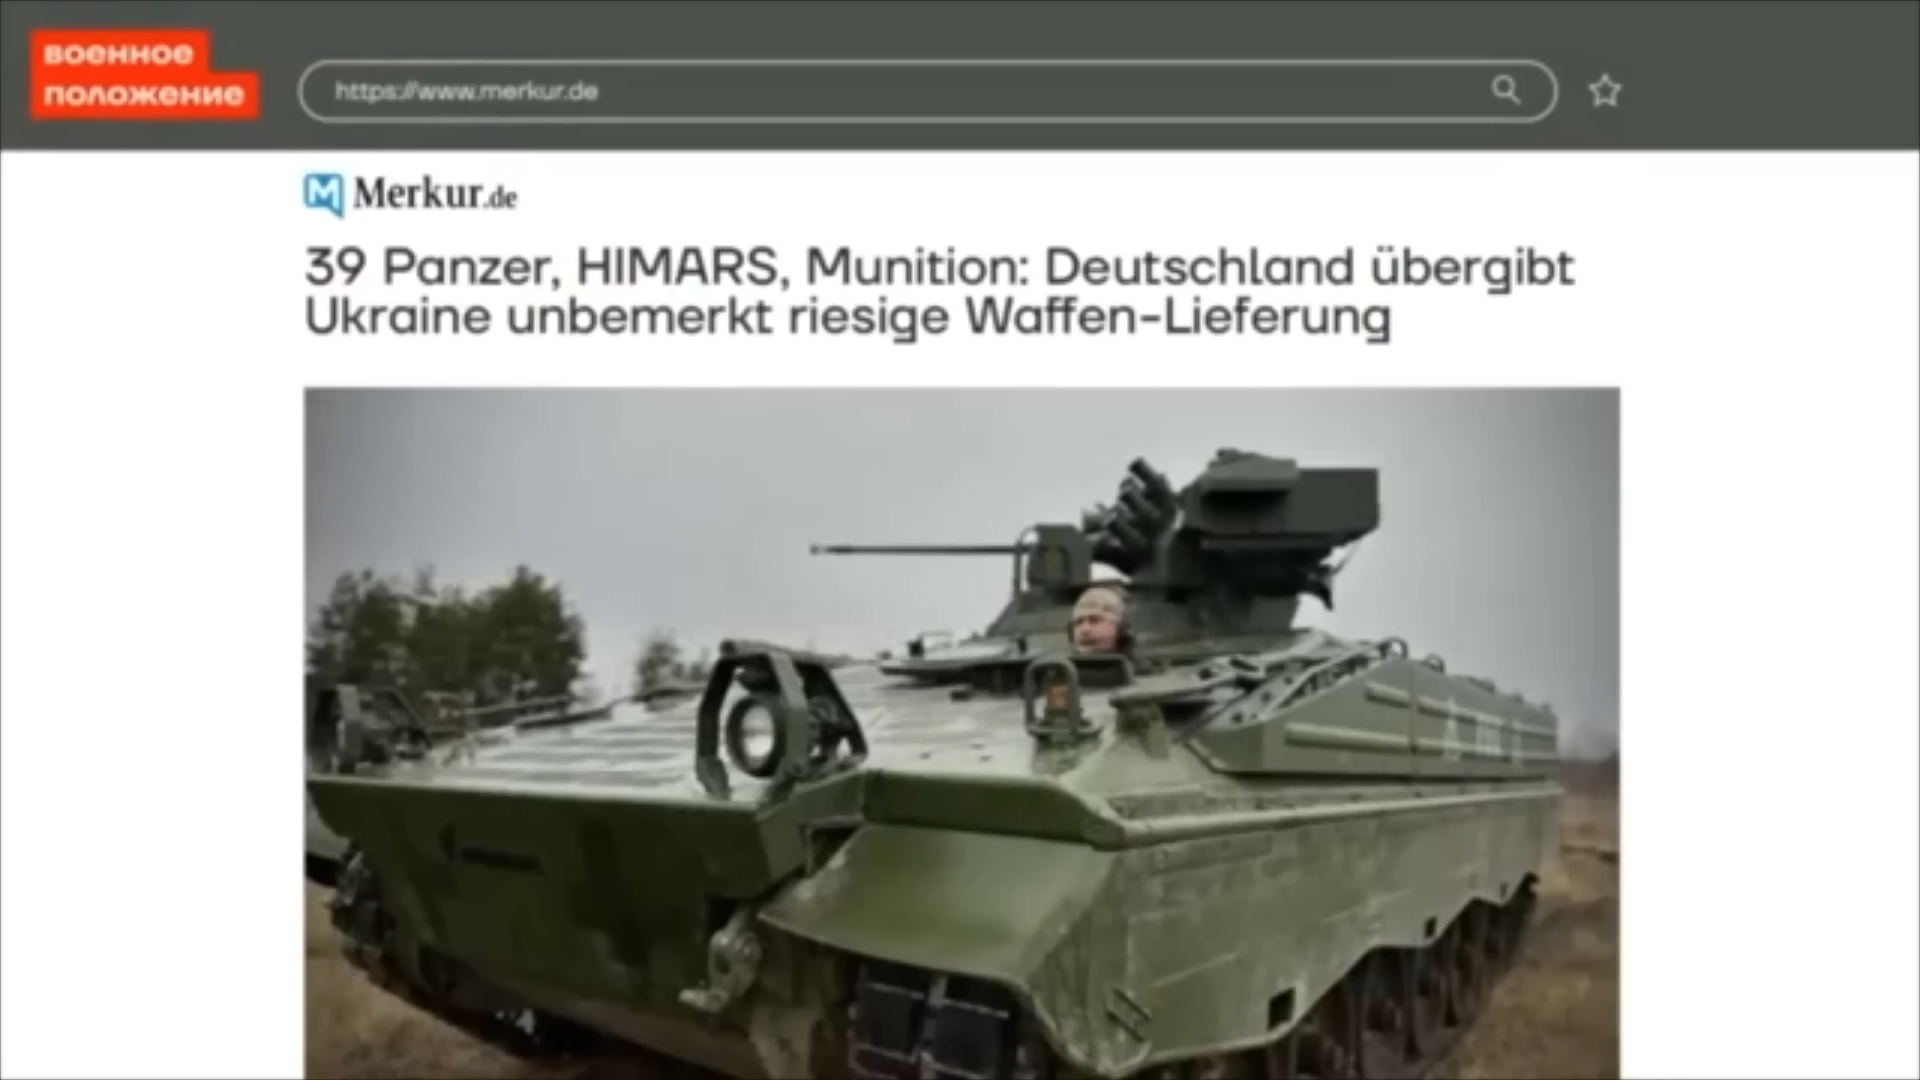 военное
положение
https://www.merkur.de
M Merkur.de
39 Panzer, HIMARS, Munition: Deutschland übergibt
Ukraine unbemerkt riesige Waffen-Lieferung